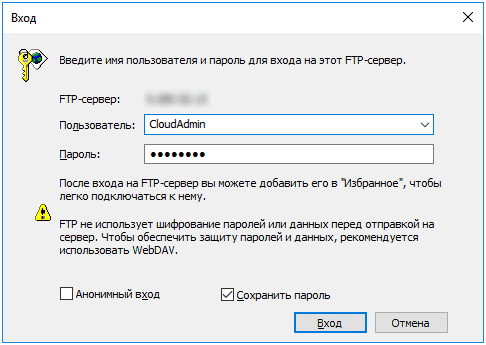 Вход
Введите имя пользователя и пароль для входа на этот FTP-сервер.
FTP-сервер:
Пользователь: CloudAdmin
Пароль: ●●●●●●●●
После входа на FTP-сервер вы можете добавить его в "Избранное", чтобы
легко подключаться к нему.
FTP не использует шифрование паролей или данных перед отправкой на
сервер. Чтобы обеспечить защиту паролей и данных, рекомендуется
использовать WebDAV.
Анонимный вход Сохранить пароль
Вход Отмена